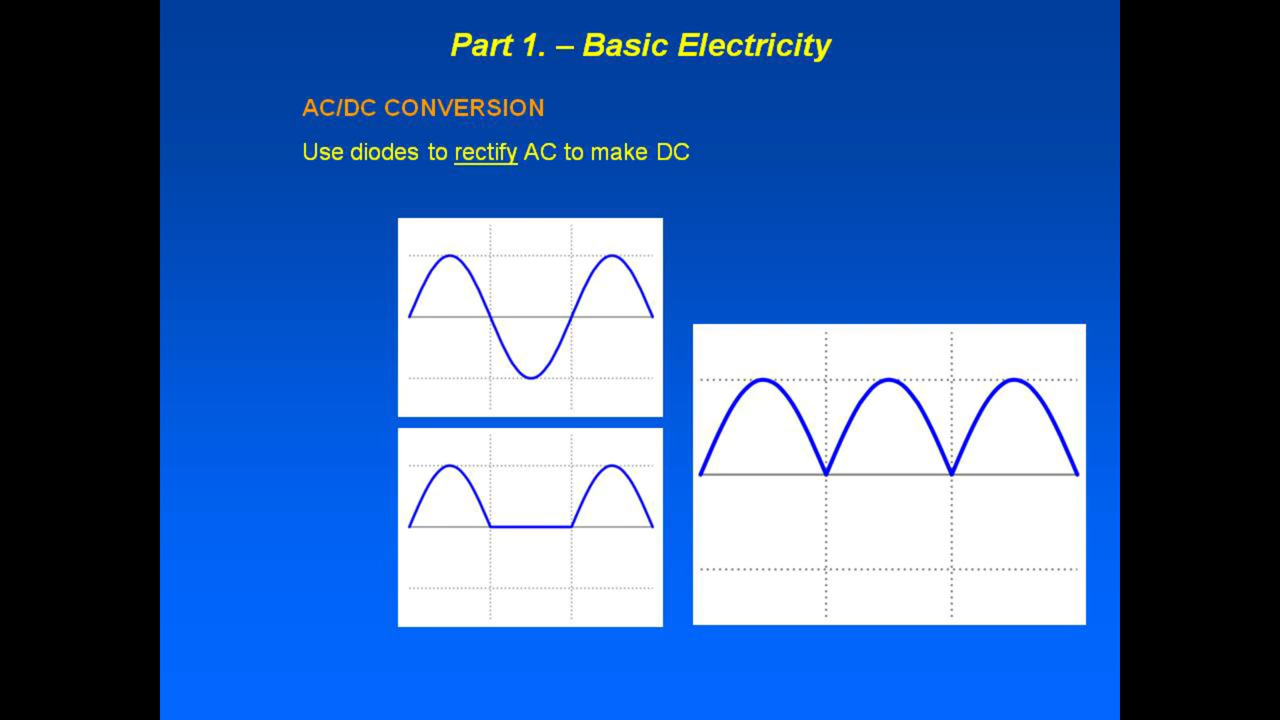 Part 1. – Basic Electricity
AC/DC CONVERSION
Use diodes to rectify AC to make DC